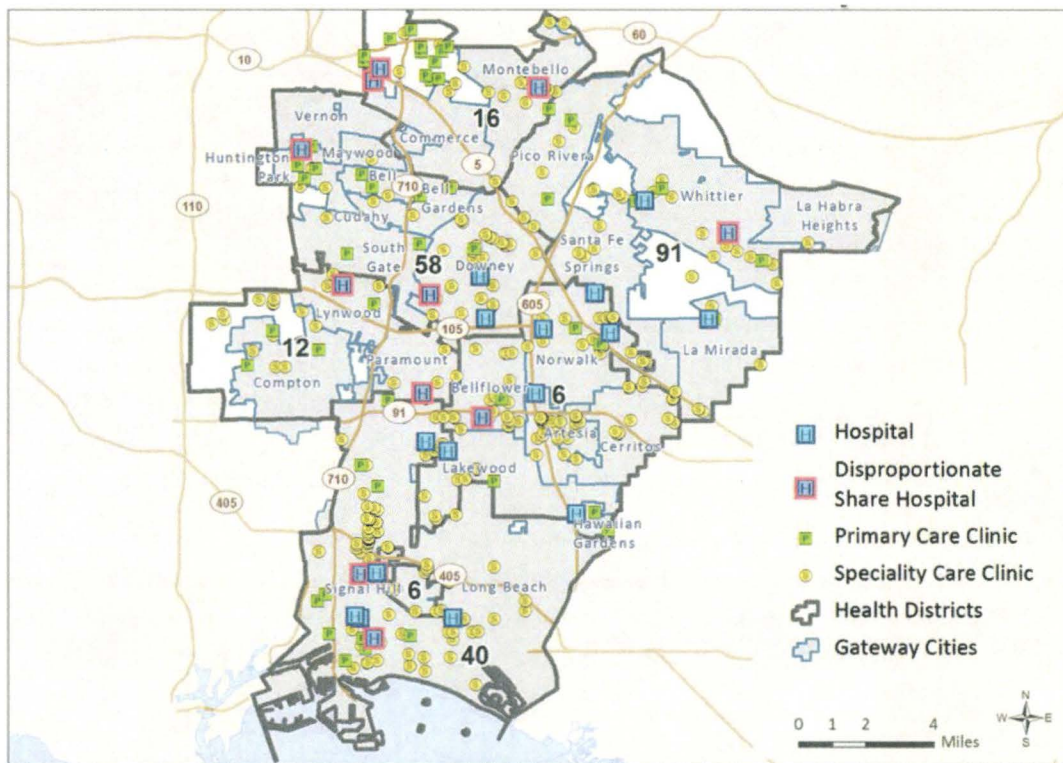 60
10
Montebello
Vernon
16
Commerce
Huntington
Park
Maywood
Bell
5
Pico Rivera
710
Bell
Gardens
Whittier
La Habra
Heights
110
Cudahy
South
Gate
58
Downey
Santa Fe
Springs
91
Lynwood
605
105
12
Compton
Paramount
Norwalk
La Mirada
Bellflower
6
91
Artesia
Cerritos
Lakewood
710
405
Hawaiian
Gardens
Signal Hill
6
405
Long Beach
40
Hospital
Disproportionate
Share Hospital
Primary Care Clinic
Speciality Care Clinic
Health Districts
Gateway Cities
N
W
E
S
0 1 2 4
Miles